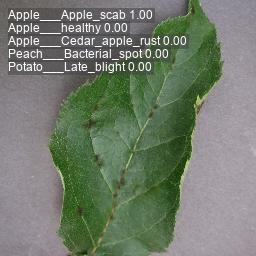 Apple___Apple_scab 1.00
Apple___healthy 0.00
Apple___Cedar_apple_rust 0.00
Peach___Bacterial_spot 0.00
Potato___Late_blight 0.00